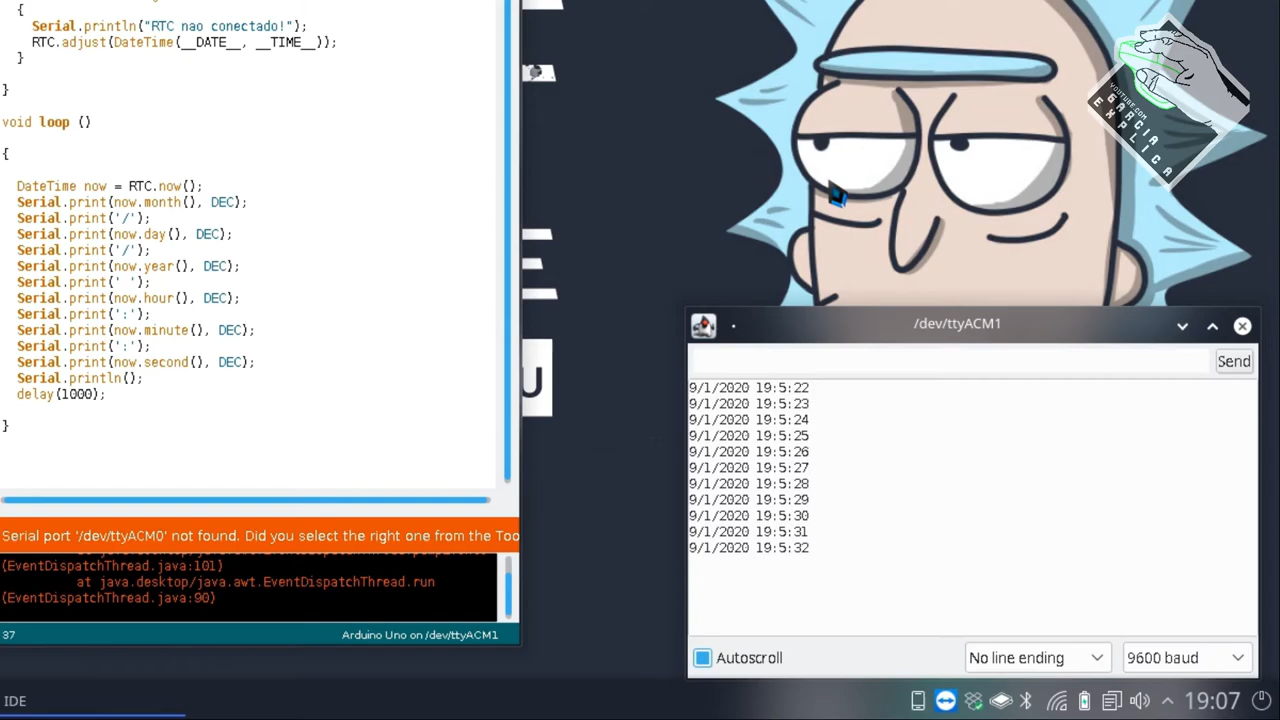 {
Serial.println("RTC nao conectado!");
RTC.adjust(DateTime(__DATE__, __TIME__));
}
}
void loop ()
{
DateTime now = RTC.now();
Serial.print(now.month(), DEC);
Serial.print('/');
Serial.print(now.day(), DEC);
Serial.print('/');
Serial.print(now.year(), DEC);
Serial.print(' ');
Serial.print(now.hour(), DEC);
Serial.print(':');
Serial.print(now.minute(), DEC);
Serial.print(':');
Serial.print(now.second(), DEC);
Serial.println();
delay(1000);
}
Serial port '/dev/ttyACM0' not found. Did you select the right one from the Too
(EventDispatchThread.java:101)
at java.desktop/java.awt.EventDispatchThread.run
(EventDispatchThread.java:90)
37
Arduino Uno on /dev/ttyACM1
IDE
U
YOUTUBE.COM
GARCIA
EXPLICA
/dev/ttyACM1
Send
9/1/2020 19:5:22
9/1/2020 19:5:23
9/1/2020 19:5:24
9/1/2020 19:5:25
9/1/2020 19:5:26
9/1/2020 19:5:27
9/1/2020 19:5:28
9/1/2020 19:5:29
9/1/2020 19:5:30
9/1/2020 19:5:31
9/1/2020 19:5:32
Autoscroll
No line ending
9600 baud
19:07